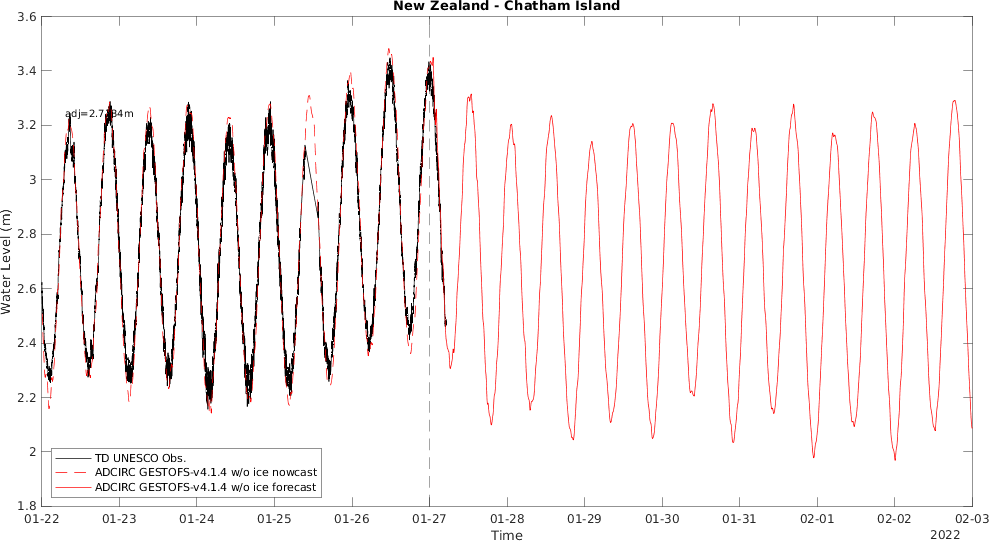 New Zealand - Chatham Island
3.6
3.4
3.2
3
2.8
2.6
2.4
2.2
2
1.8
Water Level (m)
TD UNESCO Obs.
ADCIRC GESTOFS-v4.1.4 w/o ice nowcast
ADCIRC GESTOFS-v4.1.4 w/o ice forecast
01-22 01-23 01-24 01-25 01-26 01-27 01-28 01-29 01-30 01-31 02-01 02-02 02-03
Time
2022